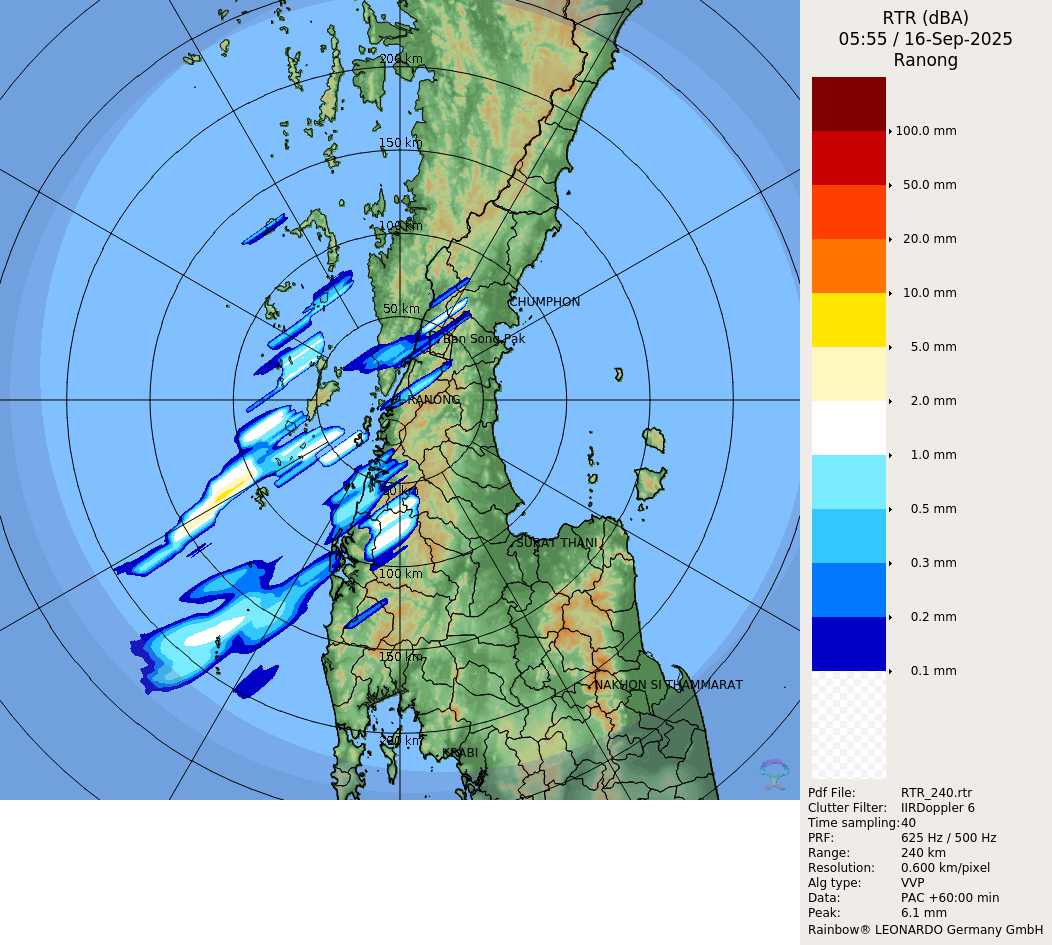 RTR (dBA)
05:55 / 16-Sep-2025
Ranong
200 km
150 km
100 km
50 km
CHUMPHON
Ban Song Pak
RANONG
50 km
SURAT THANI
100 km
150 km
NAKHON SI THAMMARAT
200 km
KRABI
100.0 mm
50.0 mm
20.0 mm
10.0 mm
5.0 mm
2.0 mm
1.0 mm
0.5 mm
0.3 mm
0.2 mm
0.1 mm
Pdf File: RTR_240.rtr
Clutter Filter: IIRDoppler 6
Time sampling:40
PRF: 625 Hz / 500 Hz
Range: 240 km
Resolution: 0.600 km/pixel
Alg type: VVP
Data: PAC +60:00 min
Peak: 6.1 mm
Rainbow® LEONARDO Germany GmbH